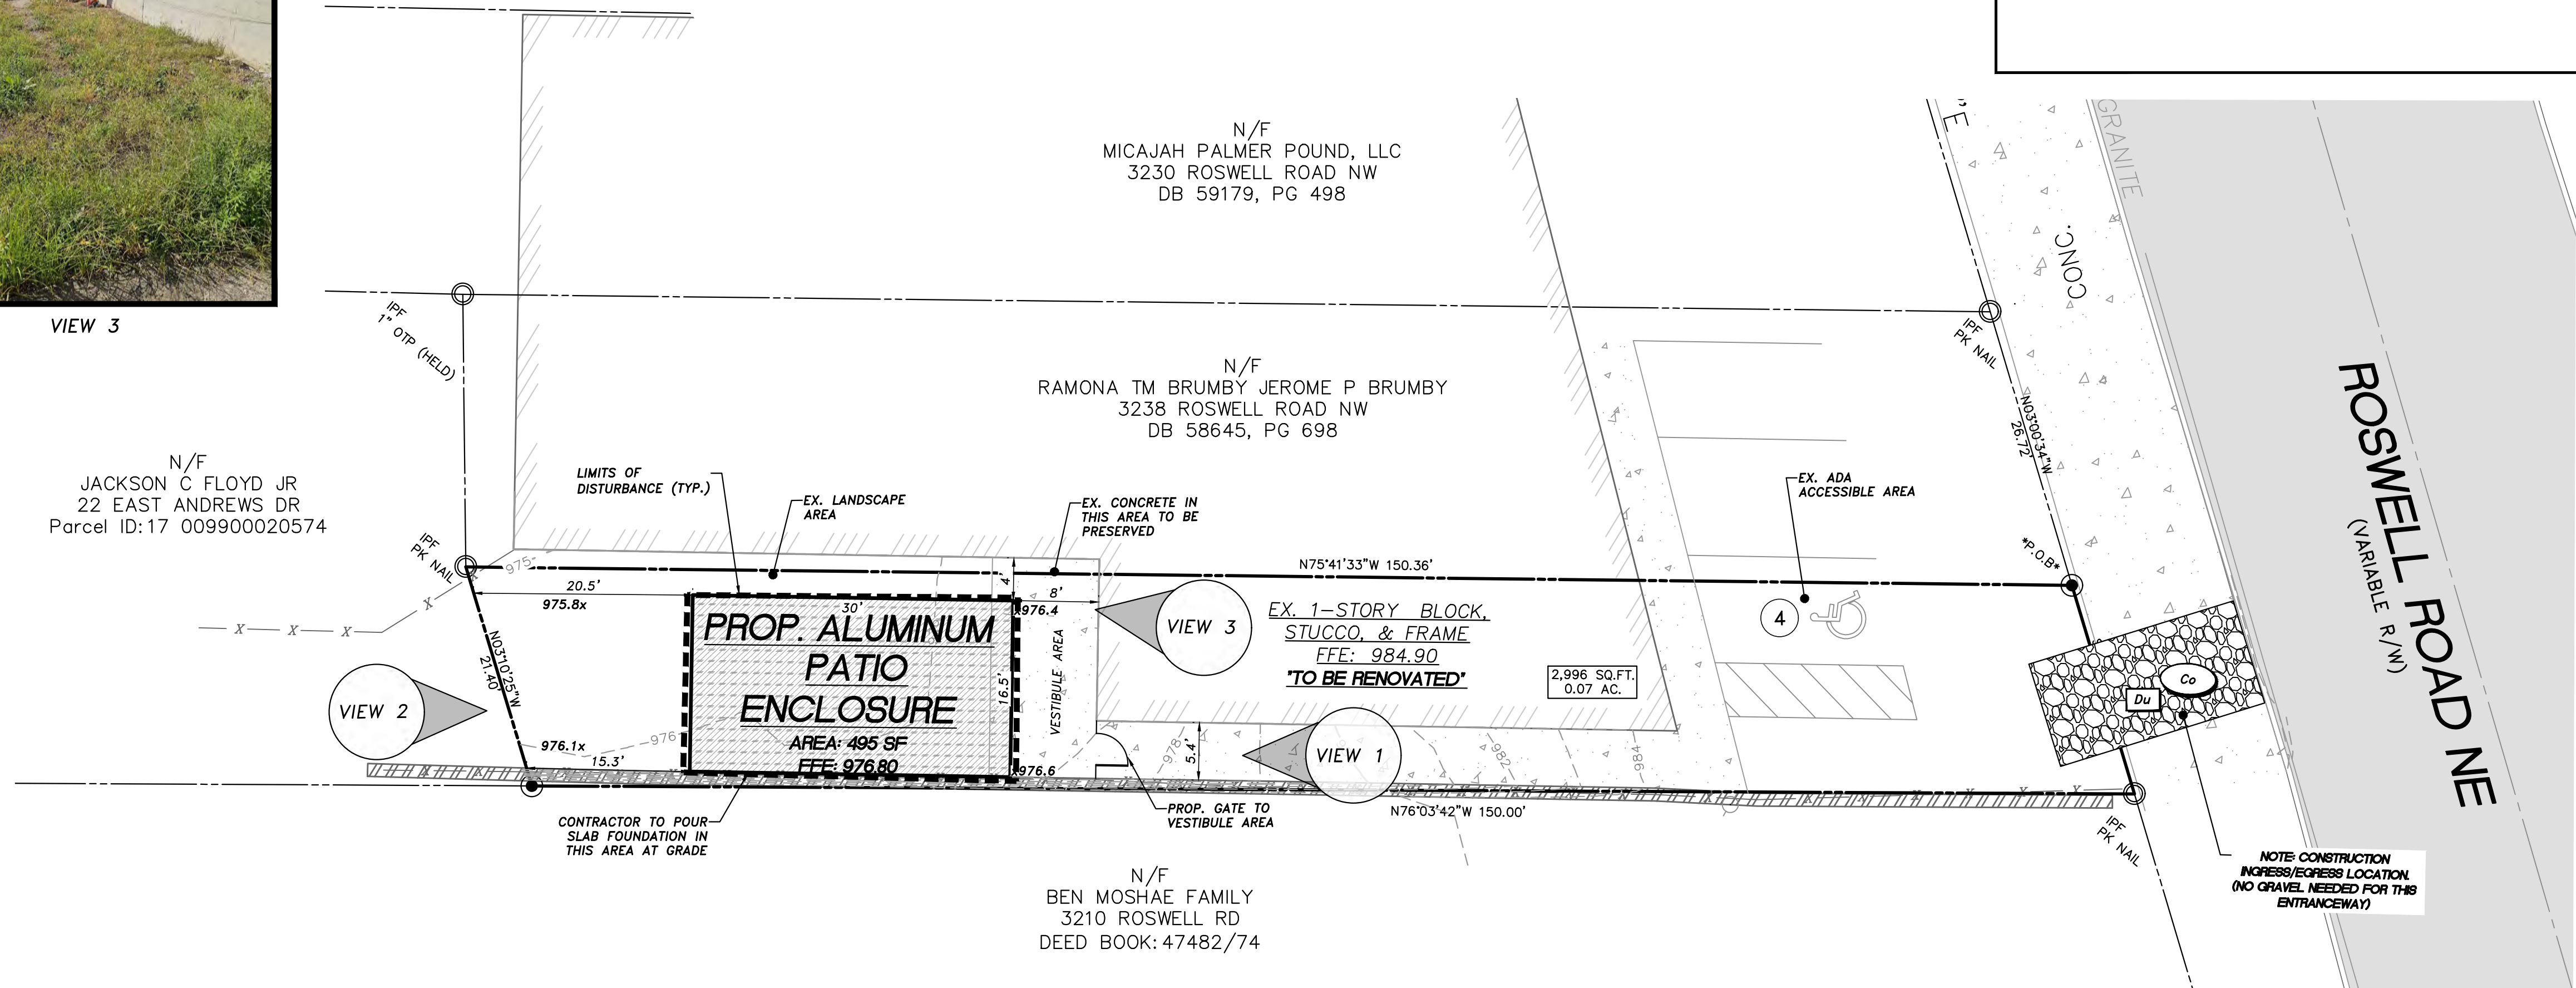 VIEW 3
N/F
MICAJAH PALMER POUND, LLC
3230 ROSWELL ROAD NW
DB 59179, PG 498
GRANITE
CONC.
IPF
1" OTP (HELD)
IPF
PK NAIL
N/F
RAMONA TM BRUMBY JEROME P BRUMBY
3238 ROSWELL ROAD NW
DB 58645, PG 698
N03°00'34"W
26.72'
ROSWELL ROAD NE
(VARIABLE R/W)
N/F
JACKSON C FLOYD JR
22 EAST ANDREWS DR
Parcel ID:17 009900020574
LIMITS OF
DISTURBANCE (TYP.)
EX. LANDSCAPE
AREA
EX. CONCRETE IN
THIS AREA TO BE
PRESERVED
EX. ADA
ACCESSIBLE AREA
IPF
PK NAIL
975
*P.O.B*
N75°41'33"W 150.36'
4'
20.5'
975.8x
30'
8'
x976.4
PROP. ALUMINUM
PATIO
ENCLOSURE
AREA: 495 SF
FFE: 976.80
16.5'
VESTIBULE AREA
VIEW 3
EX. 1-STORY BLOCK,
STUCCO, & FRAME
FFE: 984.90
"TO BE RENOVATED"
2,996 SQ.FT.
0.07 AC.
4
X X X X
N03°10'25"W
21.40'
VIEW 2
976.1x
976
15.3'
x976.6
978
5.4'
VIEW 1
982
984
Co
Du
N76°03'42"W 150.00'
CONTRACTOR TO POUR
SLAB FOUNDATION IN
THIS AREA AT GRADE
PROP. GATE TO
VESTIBULE AREA
IPF
PK NAIL
N/F
BEN MOSHAE FAMILY
3210 ROSWELL RD
DEED BOOK: 47482/74
NOTE: CONSTRUCTION
INGRESS/EGRESS LOCATION.
(NO GRAVEL NEEDED FOR THIS
ENTRANCEWAY)